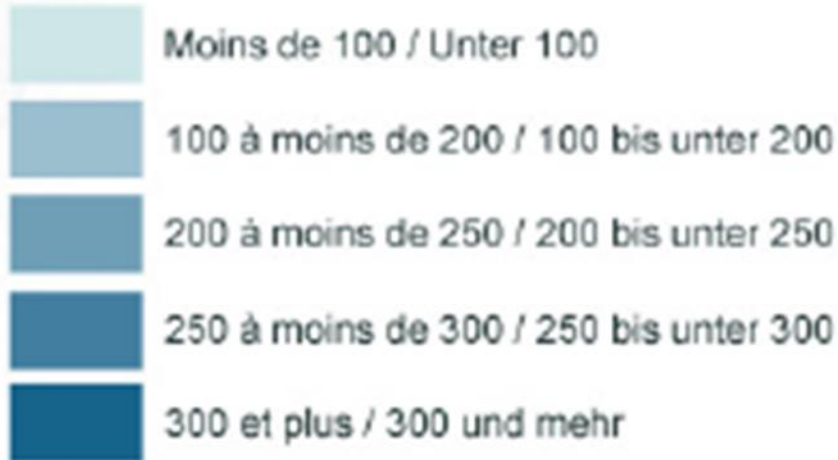 Moins de 100 / Unter 100
100 à moins de 200 / 100 bis unter 200
200 à moins de 250 / 200 bis unter 250
250 à moins de 300 / 250 bis unter 300
300 et plus / 300 und mehr